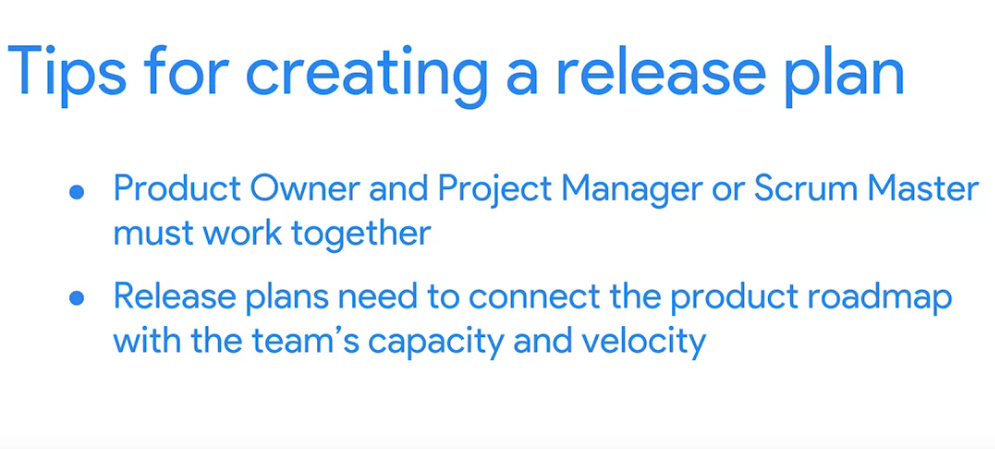 Tips for creating a release plan
● Product Owner and Project Manager or Scrum Master
must work together
● Release plans need to connect the product roadmap
with the team’s capacity and velocity